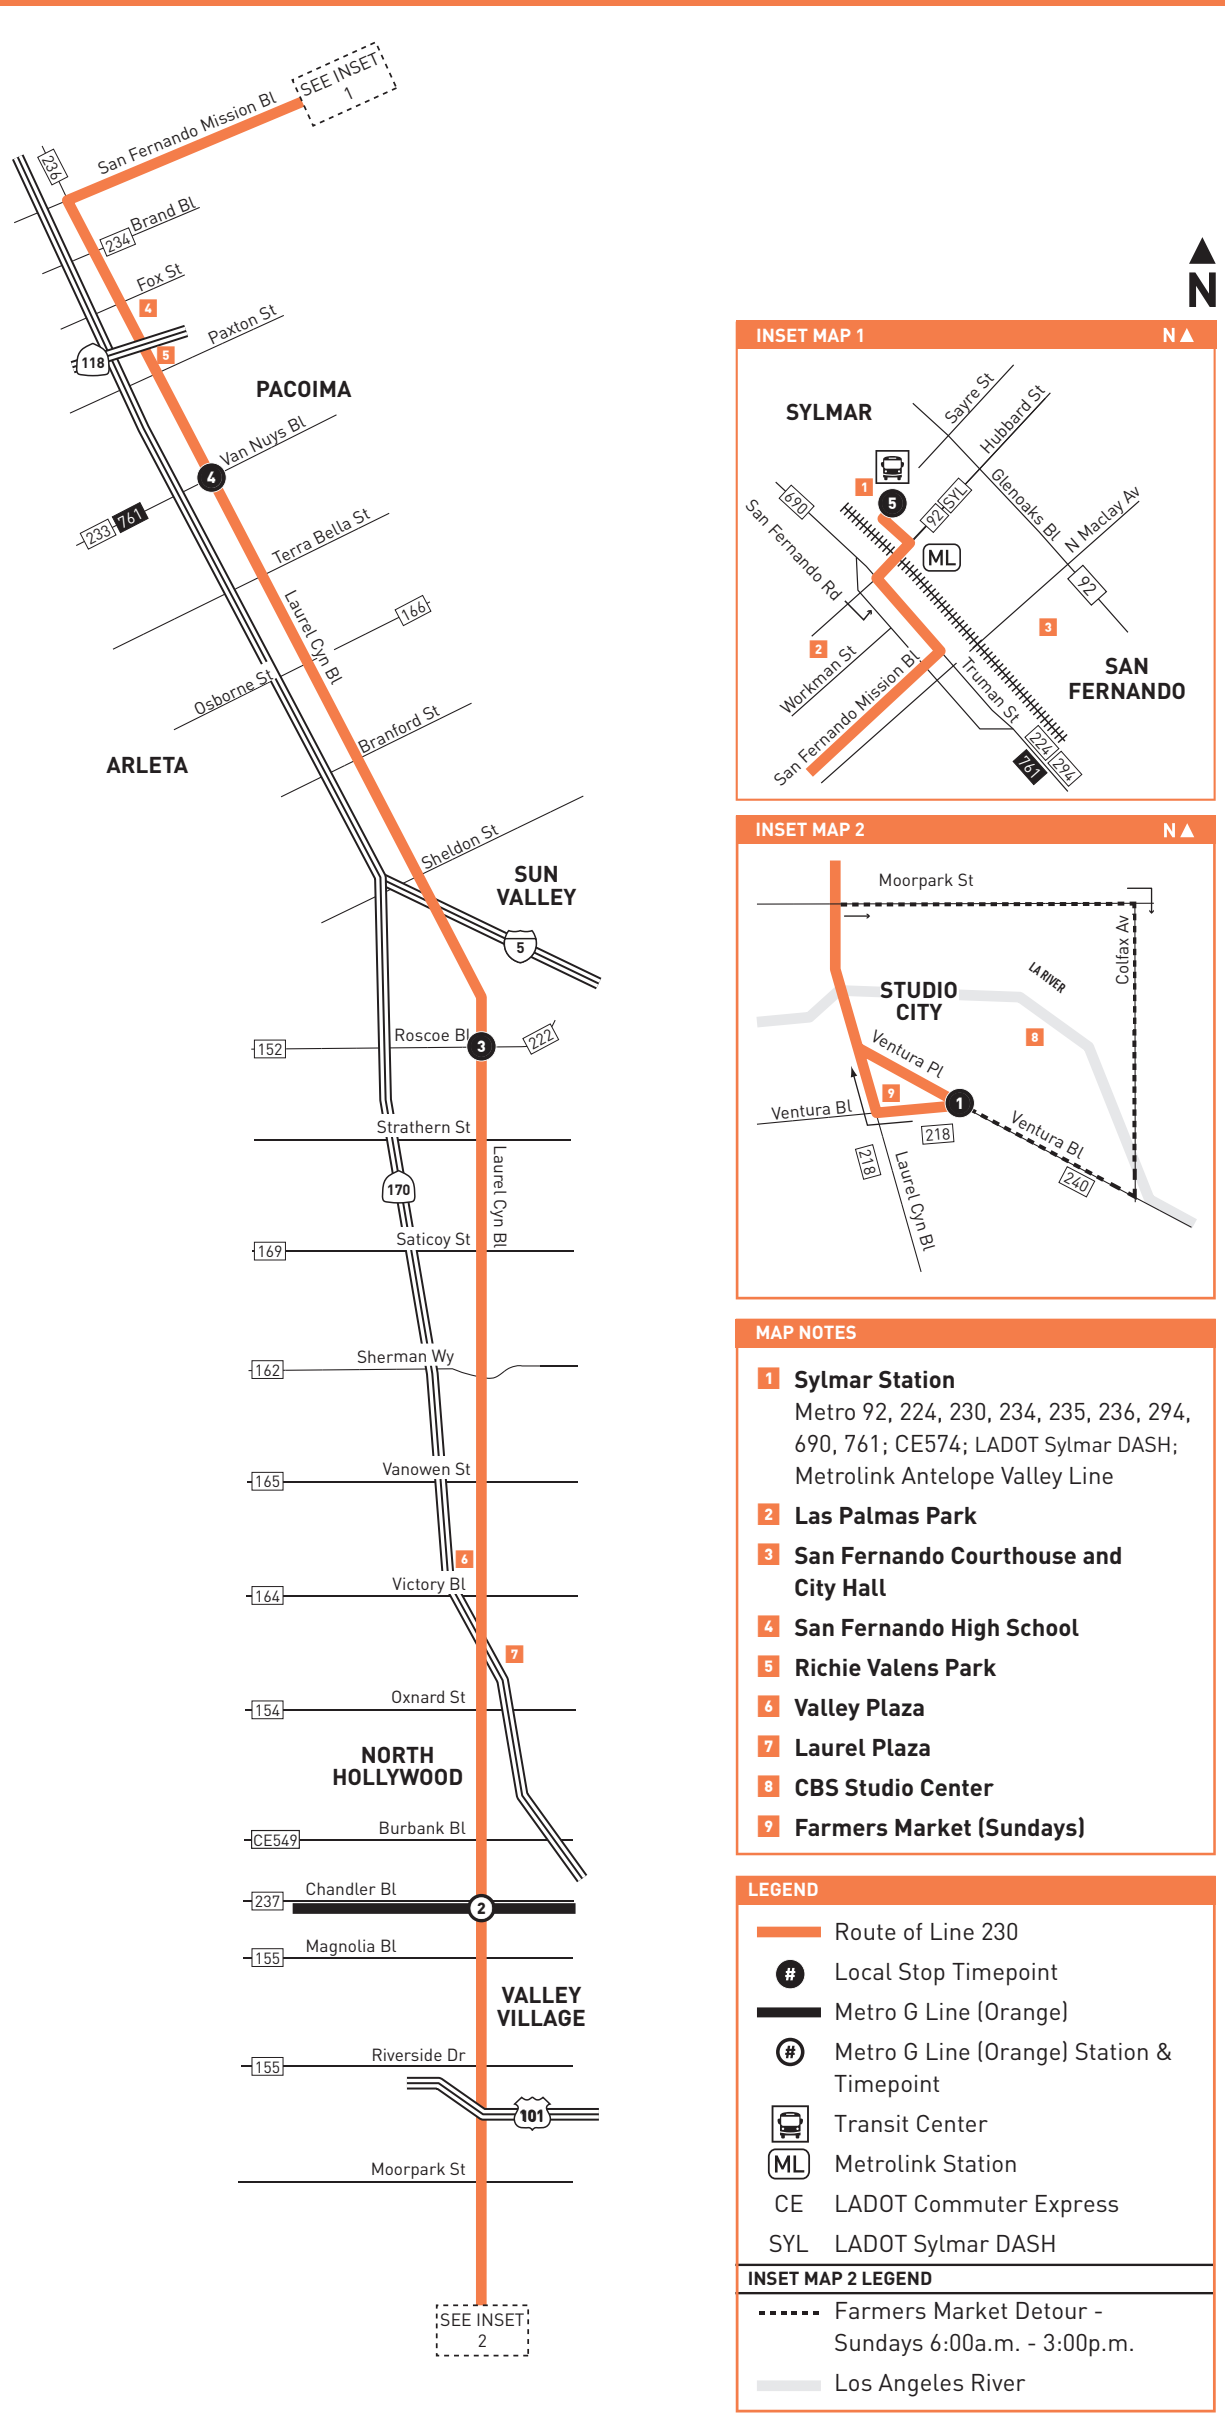 SEE INSET
1
San Fernando Mission Bl
236
Brand Bl
234
Fox St
4
Paxton St
5
118
PACOIMA
Van Nuys Bl
4
761
233
Terra Bella St
Laurel Cyn Bl
166
Osborne St
Branford St
ARLETA
Sheldon St
SUN
VALLEY
5
Roscoe Bl
3
222
152
Strathern St
Laurel Cyn Bl
170
Saticoy St
169
Sherman Wy
162
Vanowen St
165
6
Victory Bl
164
7
Oxnard St
154
NORTH
HOLLYWOOD
Burbank Bl
CE549
Chandler Bl
237
2
Magnolia Bl
155
VALLEY
VILLAGE
Riverside Dr
155
101
Moorpark St
SEE INSET
2
N
INSET MAP 1
N
SYLMAR
Sayre St
Hubbard St
1
5
690
92
SYL
Glenoaks Bl
N Maclay Av
San Fernando Rd
ML
92
2
3
Workman St
San Fernando Mission Bl
Truman St
SAN
FERNANDO
224
294
761
INSET MAP 2
N
Moorpark St
Colfax Av
LA RIVER
STUDIO
CITY
8
Ventura Pl
9
1
Ventura Bl
218
Ventura Bl
218
240
Laurel Cyn Bl
MAP NOTES
1 Sylmar Station
Metro 92, 224, 230, 234, 235, 236, 294,
690, 761; CE574; LADOT Sylmar DASH;
Metrolink Antelope Valley Line
2 Las Palmas Park
3 San Fernando Courthouse and
City Hall
4 San Fernando High School
5 Richie Valens Park
6 Valley Plaza
7 Laurel Plaza
8 CBS Studio Center
9 Farmers Market (Sundays)
LEGEND
Route of Line 230
# Local Stop Timepoint
Metro G Line (Orange)
# Metro G Line (Orange) Station &
Timepoint
Transit Center
ML Metrolink Station
CE LADOT Commuter Express
SYL LADOT Sylmar DASH
INSET MAP 2 LEGEND
Farmers Market Detour -
Sundays 6:00a.m. - 3:00p.m.
Los Angeles River